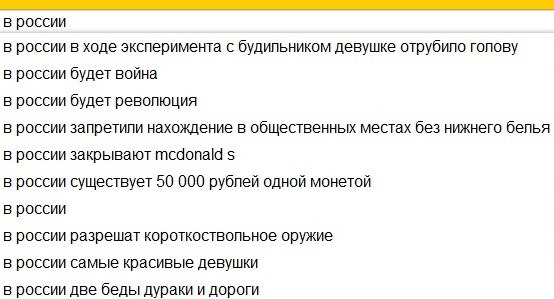 в россии
в россии в ходе эксперимента с будильником девушке отрубило голову
в россии будет война
в россии будет революция
в россии запретили нахождение в общественных местах без нижнего белья
в россии закрывают mcdonald s
в россии существует 50 000 рублей одной монетой
в россии
в россии разрешат короткоствольное оружие
в россии самые красивые девушки
в россии две беды дураки и дороги